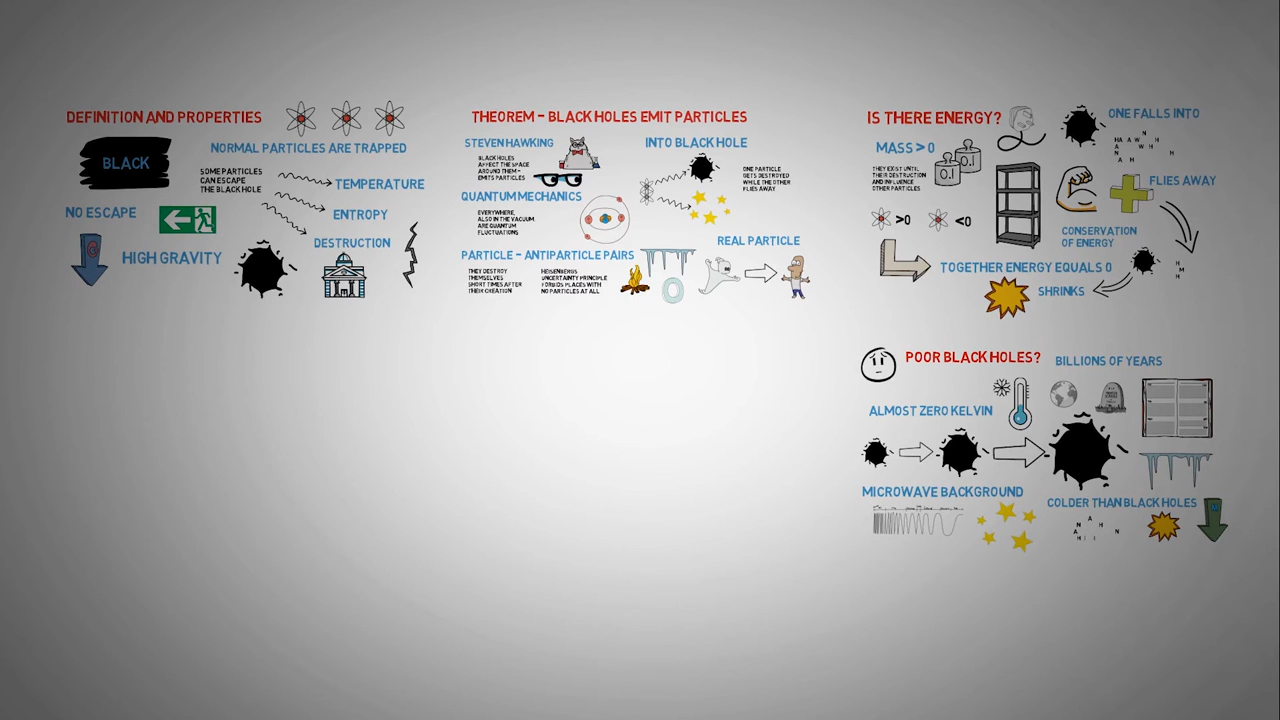 DEFINITION AND PROPERTIES
BLACK
NORMAL PARTICLES ARE TRAPPED
SOME PARTICLES
CAN ESCAPE
THE BLACK HOLE
TEMPERATURE
ENTROPY
DESTRUCTION
NO ESCAPE
G
HIGH GRAVITY
THEOREM - BLACK HOLES EMIT PARTICLES
STEVEN HAWKING
BLACK HOLES
AFFECT THE SPACE
AROUND THEM -
EMITS PARTICLES
INTO BLACK HOLE
ONE PARTICLE
GETS DESTROYED
WHILE THE OTHER
FLIES AWAY
QUANTUM MECHANICS
EVERYWHERE,
ALSO IN THE VACUUM,
ARE QUANTUM
FLUCTUATIONS
PARTICLE - ANTIPARTICLE PAIRS
THEY DESTROY
THEMSELVES
SHORT TIMES AFTER
THEIR CREATION
HEISENBERGS
UNCERTAINTY PRINCIPLE
FORBIDS PLACES WITH
NO PARTICLES AT ALL
0
REAL PARTICLE
IS THERE ENERGY?
MASS > 0
0.1
0.1
THEY EXIST UNTIL
THEIR DESTRUCTION
AND INFLUENCE
OTHER PARTICLES
>0
<0
TOGETHER ENERGY EQUALS 0
ONE FALLS INTO
FLIES AWAY
CONSERVATION
OF ENERGY
SHRINKS
POOR BLACK HOLES?
BILLIONS OF YEARS
ALMOST ZERO KELVIN
MICROWAVE BACKGROUND
COLDER THAN BLACK HOLES